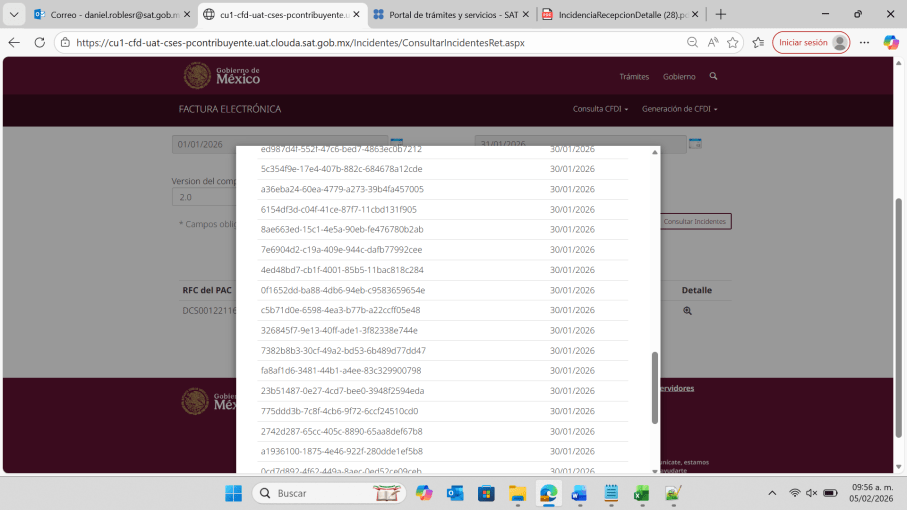 Correo - daniel.roblesr@sat.gob.m
cu1-cfd-uat-cses-pcontribuyente
Portal de trámites y servicios - SAT
IncidenciaRecepcionDetalle (28).p
https://cu1-cfd-uat-cses-pcontribuyente.uat.clouda.sat.gob.mx/Incidentes/ConsultarIncidentesRet.aspx
Iniciar sesión
Gobierno de
México
Trámites Gobierno
FACTURA ELECTRÓNICA
Consulta CFDI Generación de CFDI
01/01/2026 31/01/2026
Version del comp
2.0
* Campos oblig
Consultar Incidentes
RFC del PAC Detalle
DCS00122116
ed987d4f-552f-47c6-bed7-4863ec0b7212 30/01/2026
5c354f9e-17e4-407b-882c-684678a12cde 30/01/2026
a36eba24-60ea-4779-a273-39b4fa457005 30/01/2026
6154df3d-c04f-41ce-87f7-11cbd131f905 30/01/2026
8ae663ed-15c1-4e5a-90eb-fe476780b2ab 30/01/2026
7e6904d2-c19a-409e-944c-dafb77992cee 30/01/2026
4ed48bd7-cb1f-4001-85b5-11bac818c284 30/01/2026
0f1652dd-ba88-4db6-94eb-c9583659654e 30/01/2026
c5b71d0e-6598-4ea3-b77b-a22ccff05e48 30/01/2026
326845f7-9e13-40ff-ade1-3f82338e744e 30/01/2026
7382b8b3-30cf-49a2-bd53-6b489d77dd47 30/01/2026
fa8af1d6-3481-44b1-a4ee-83c329900798 30/01/2026
23b51487-0e27-4cd7-bee0-3948f2594eda 30/01/2026
775ddd3b-7c8f-4cb6-9f72-6ccf24510cd0 30/01/2026
2742d287-65cc-405c-8890-65aa8def67b8 30/01/2026
a1936100-1875-4e46-922f-280dde1ef5b8 30/01/2026
0cd7d892-4f62-449a-8aec-0ed52ce09ceb 30/01/2026
Gobie
Méx
ervidores
nícate, estamos
yudarte
Buscar
09:56 a. m.
05/02/2026